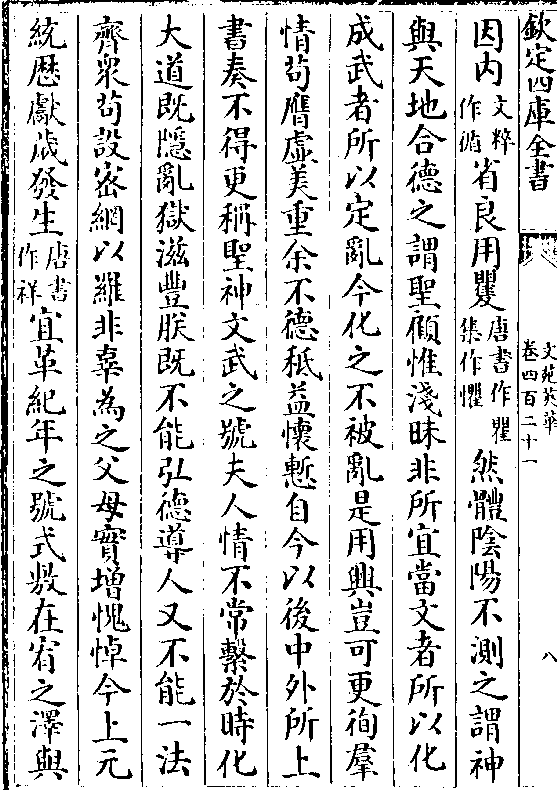 欽定四庫全書
文苑英華
卷四百二十一
八
因内文粹作循省良用矍唐書作瞿集作懼然體陰陽不測之謂神
與天地合德之謂聖顧惟淺昧非所宜當文者所以化
成武者所以定亂今化之不被亂是用興豈可更徇羣
情茍膺虛美重余不德秪益懷慙自今以後中外所上
書奏不得更稱聖神文武之號夫人情不常繫於時化
大道既隱亂獄滋豐朕既不能弘德導人又不能一法
齊衆茍設宻網以羅非辜為之父母實增愧悼今上元
統歴獻歲發生唐書作祥宜革紀年之號式敷在宥之澤與